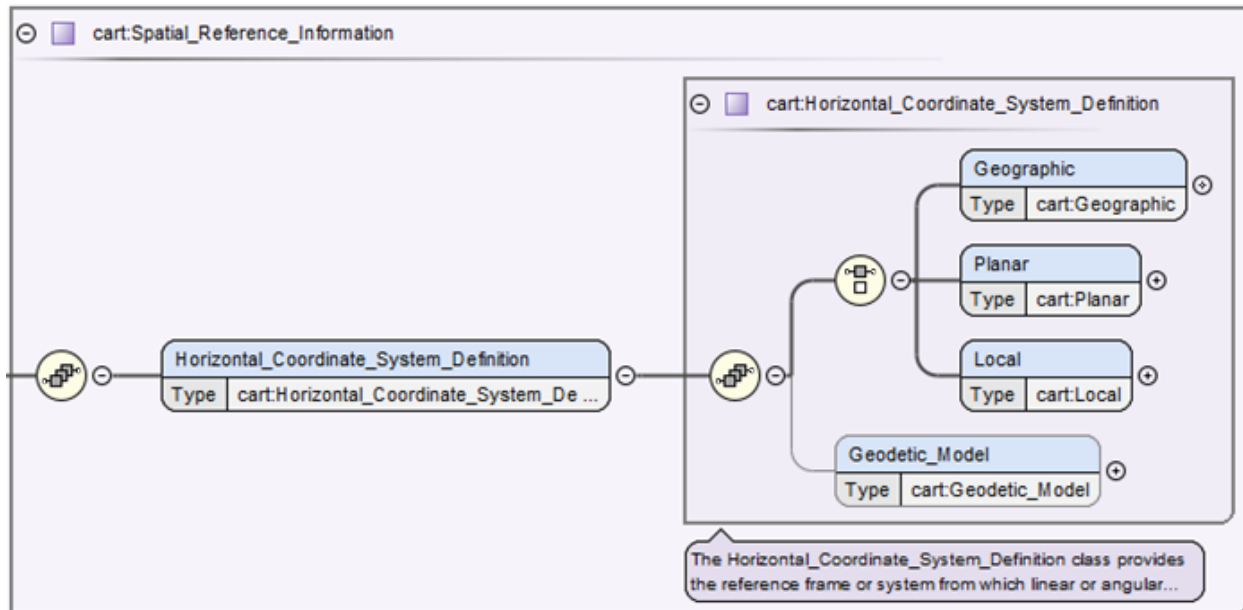 cart:Spatial_Reference_Information
cart:Horizontal_Coordinate_System_Definition
Geographic
Type cart:Geographic
Planar
Type cart:Planar
Horizontal_Coordinate_System_Definition
Type cart:Horizontal_Coordinate_System_De ...
Local
Type cart:Local
Geodetic_Model
Type cart:Geodetic_Model
The Horizontal_Coordinate_System_Definition class provides
the reference frame or system from which linear or angular...